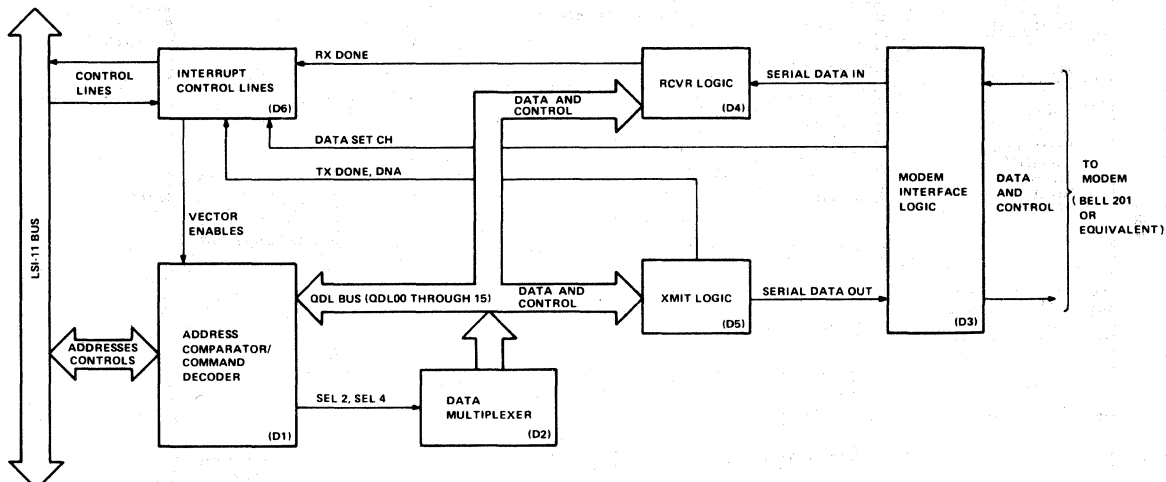 LSI-11 BUS
CONTROL
LINES
INTERRUPT
CONTROL LINES
(D6)
RX DONE
RCVR LOGIC
(D4)
SERIAL DATA IN
DATA AND
CONTROL
DATA SET CH
TX DONE, DNA
VECTOR
ENABLES
MODEM
INTERFACE
LOGIC
(D3)
DATA
AND
CONTROL
TO
MODEM
(BELL 201
OR
EQUIVALENT)
ADDRESSES
CONTROLS
ADDRESS
COMPARATOR/
COMMAND
DECODER
(D1)
QDL BUS (QDL00 THROUGH 15)
DATA AND
CONTROL
XMIT LOGIC
(D5)
SERIAL DATA OUT
SEL 2, SEL 4
DATA
MULTIPLEXER
(D2)